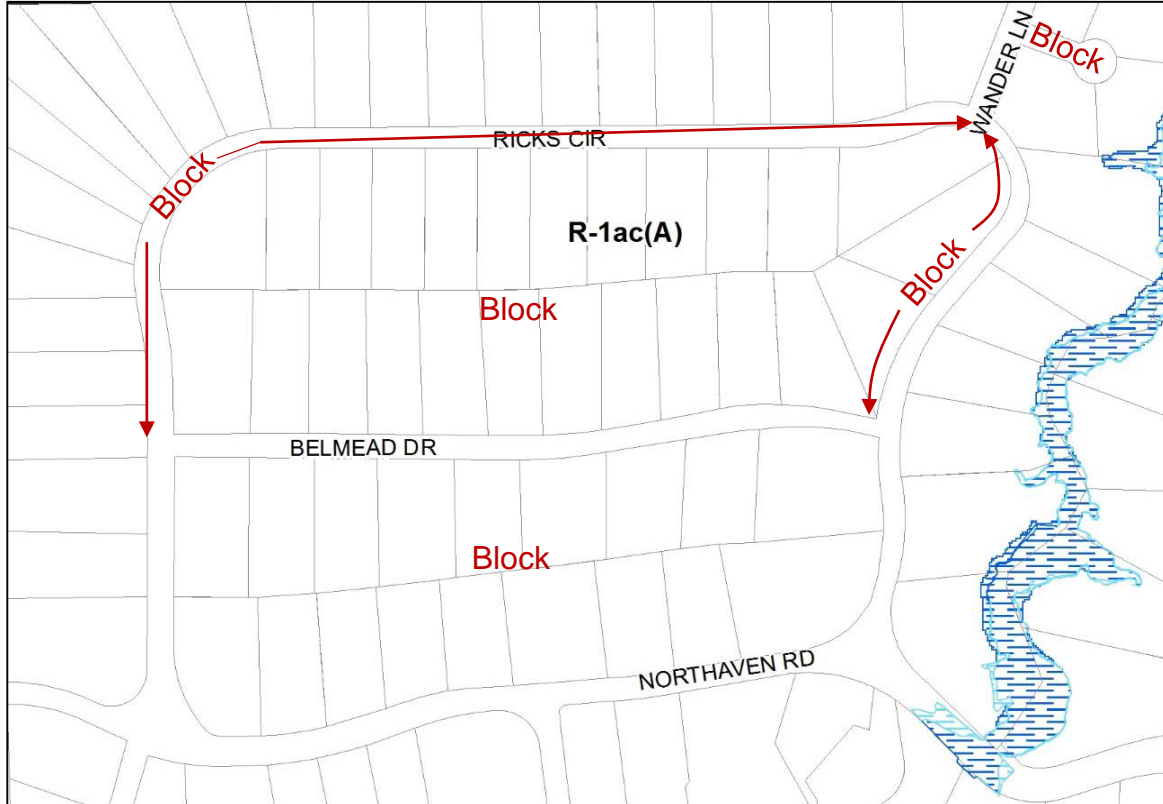 WANDER LN
Block
RICKS CIR
Block
R-1ac(A)
Block
Block
BELMEAD DR
Block
NORTHAVEN RD